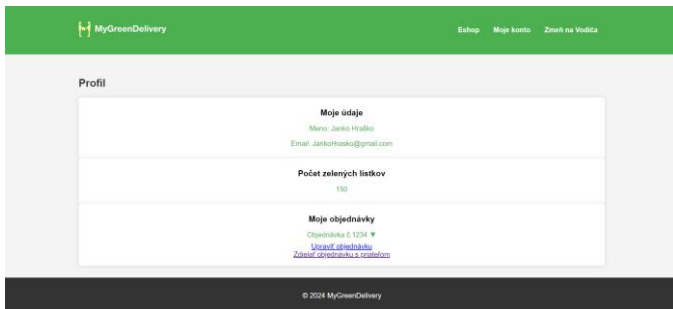 MyGreenDelivery
Eshop Moje konto Zmeň na Vodiča
Profil
Moje údaje
Meno: Janko Hraško
Email: JankoHrasko@gmail.com
Počet zelených lístkov
150
Moje objednávky
Objednávka č.1234 ▼
Upraviť objednávku
Zdielať objednávku s priateľom
© 2024 MyGreenDelivery